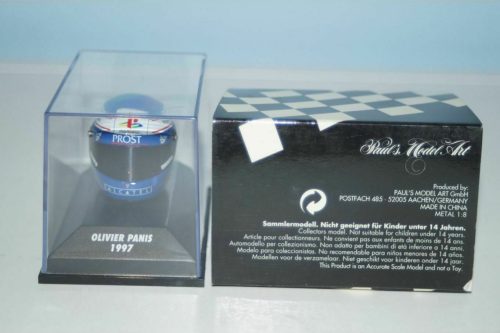 PROST
ALCATEL
OLIVIER PANIS
1997
Paul's Model Art
Produced by:
PAUL'S MODEL ART GmbH
POSTFACH 485 · 52005 AACHEN/GERMANY
MADE IN CHINA
METAL 1:8
Sammlermodell. Nicht geeignet für Kinder unter 14 Jahren.
Collectors model. Not suitable for children under 14 years.
Article pour collectionneurs. Ne convient pas aux enfants de moins de 14 ans.
Automodello per collezionismo. Non adatto per bambini di età inferiore a 14 anni.
Modelo para coleccionistas. No recomendable para niños menores de 14 años.
Modellen voor de verzamelaar. Niet geschikt voor kinderen onder de 14 jaar.
This Product is an Accurate Scale Model and not a Toy.